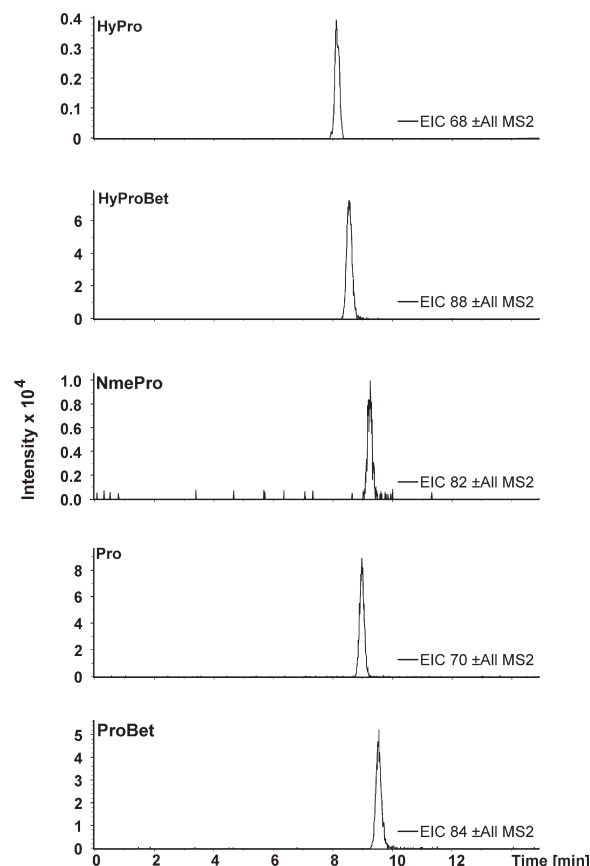 HyPro
0.4
0.3
0.2
0.1
0
EIC 68 ±All MS2
HyProBet
6
4
2
0
EIC 88 ±All MS2
Intensity x 10⁴
NmePro
1.0
0.8
0.6
0.4
0.2
0.0
EIC 82 ±All MS2
Pro
8
6
4
2
0
EIC 70 ±All MS2
ProBet
5
4
3
2
1
0
EIC 84 ±All MS2
0 2 4 6 8 10 12 Time [min]